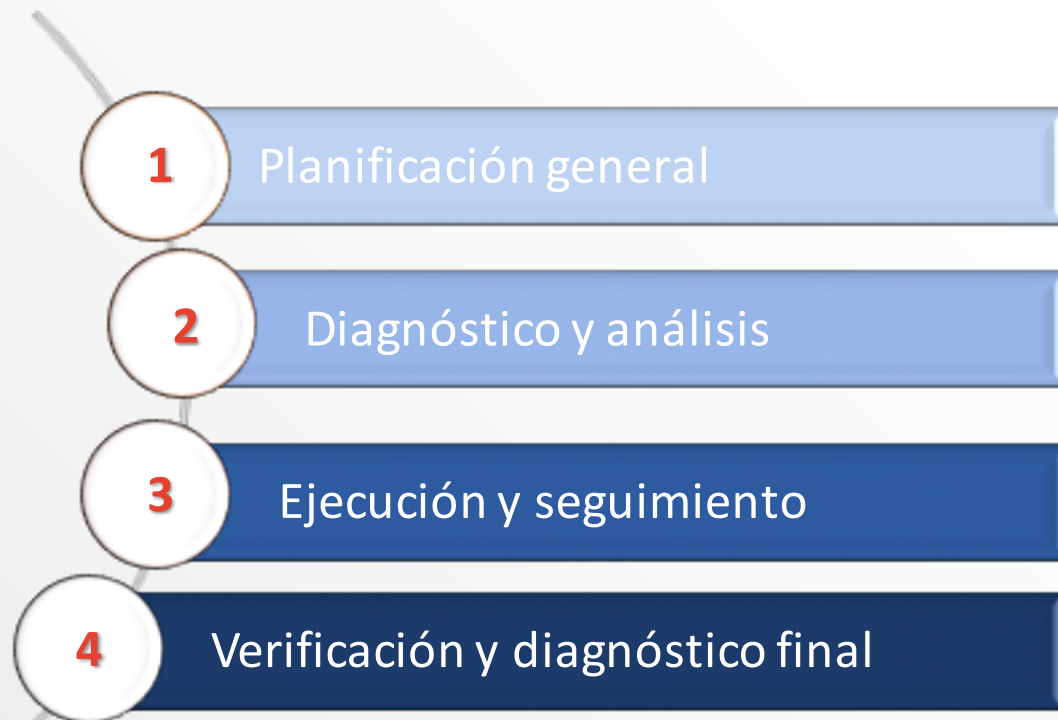 1 Planificación general
2 Diagnóstico y análisis
3 Ejecución y seguimiento
4 Verificación y diagnóstico final